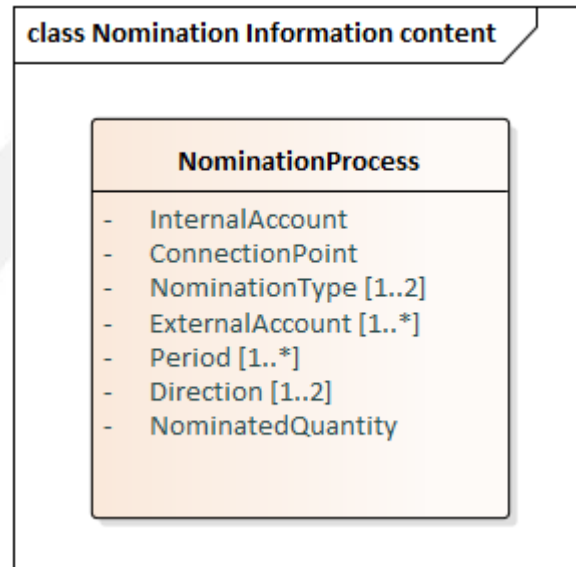 class Nomination Information content
NominationProcess
- InternalAccount
- ConnectionPoint
- NominationType [1..2]
- ExternalAccount [1..*]
- Period [1..*]
- Direction [1..2]
- NominatedQuantity